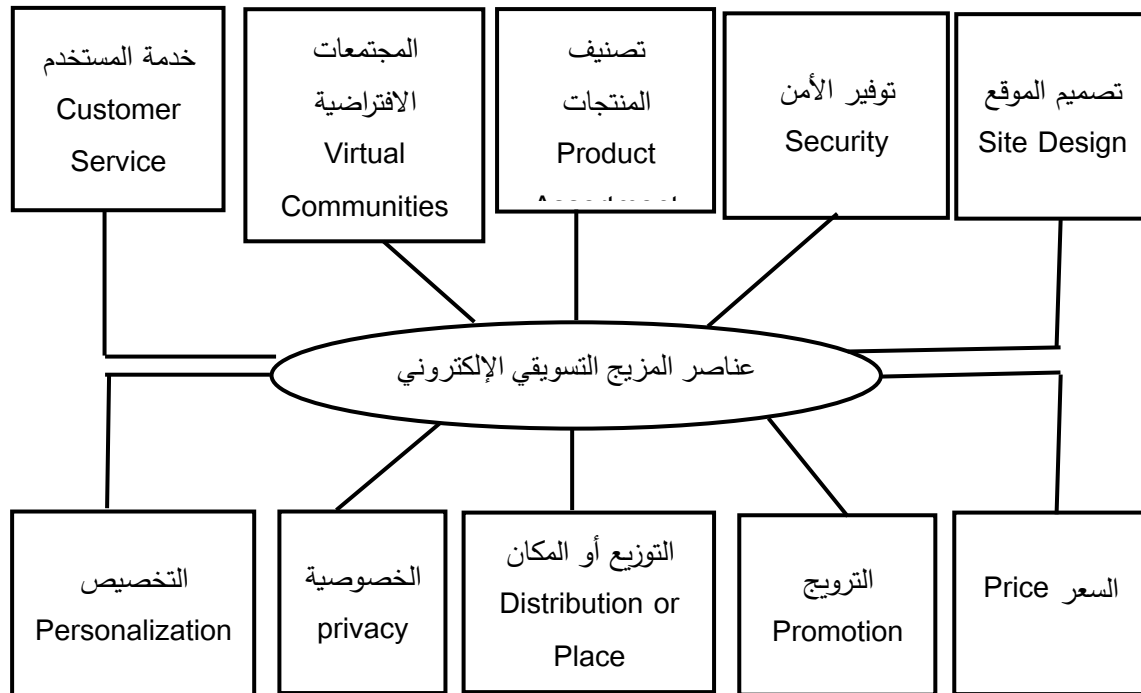 خدمة المستخدم
Customer
Service
المجتمعات
الافتراضية
Virtual
Communities
تصنيف
المنتجات
Product
توفير الأمن
Security
تصميم الموقع
Site Design
عناصر المزيج التسويقي الإلكتروني
التخصيص
Personalization
الخصوصية
privacy
التوزيع أو المكان
Distribution or
Place
الترويج
Promotion
السعر Price